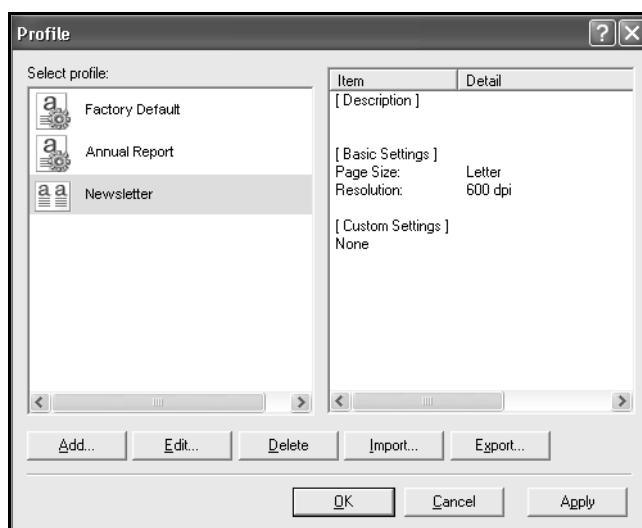 Profile
Select profile:
Factory Default
Annual Report
Newsletter
Item Detail
[ Description ]
[ Basic Settings ]
Page Size: Letter
Resolution: 600 dpi
[ Custom Settings ]
None
Add... Edit... Delete Import... Export...
OK Cancel Apply